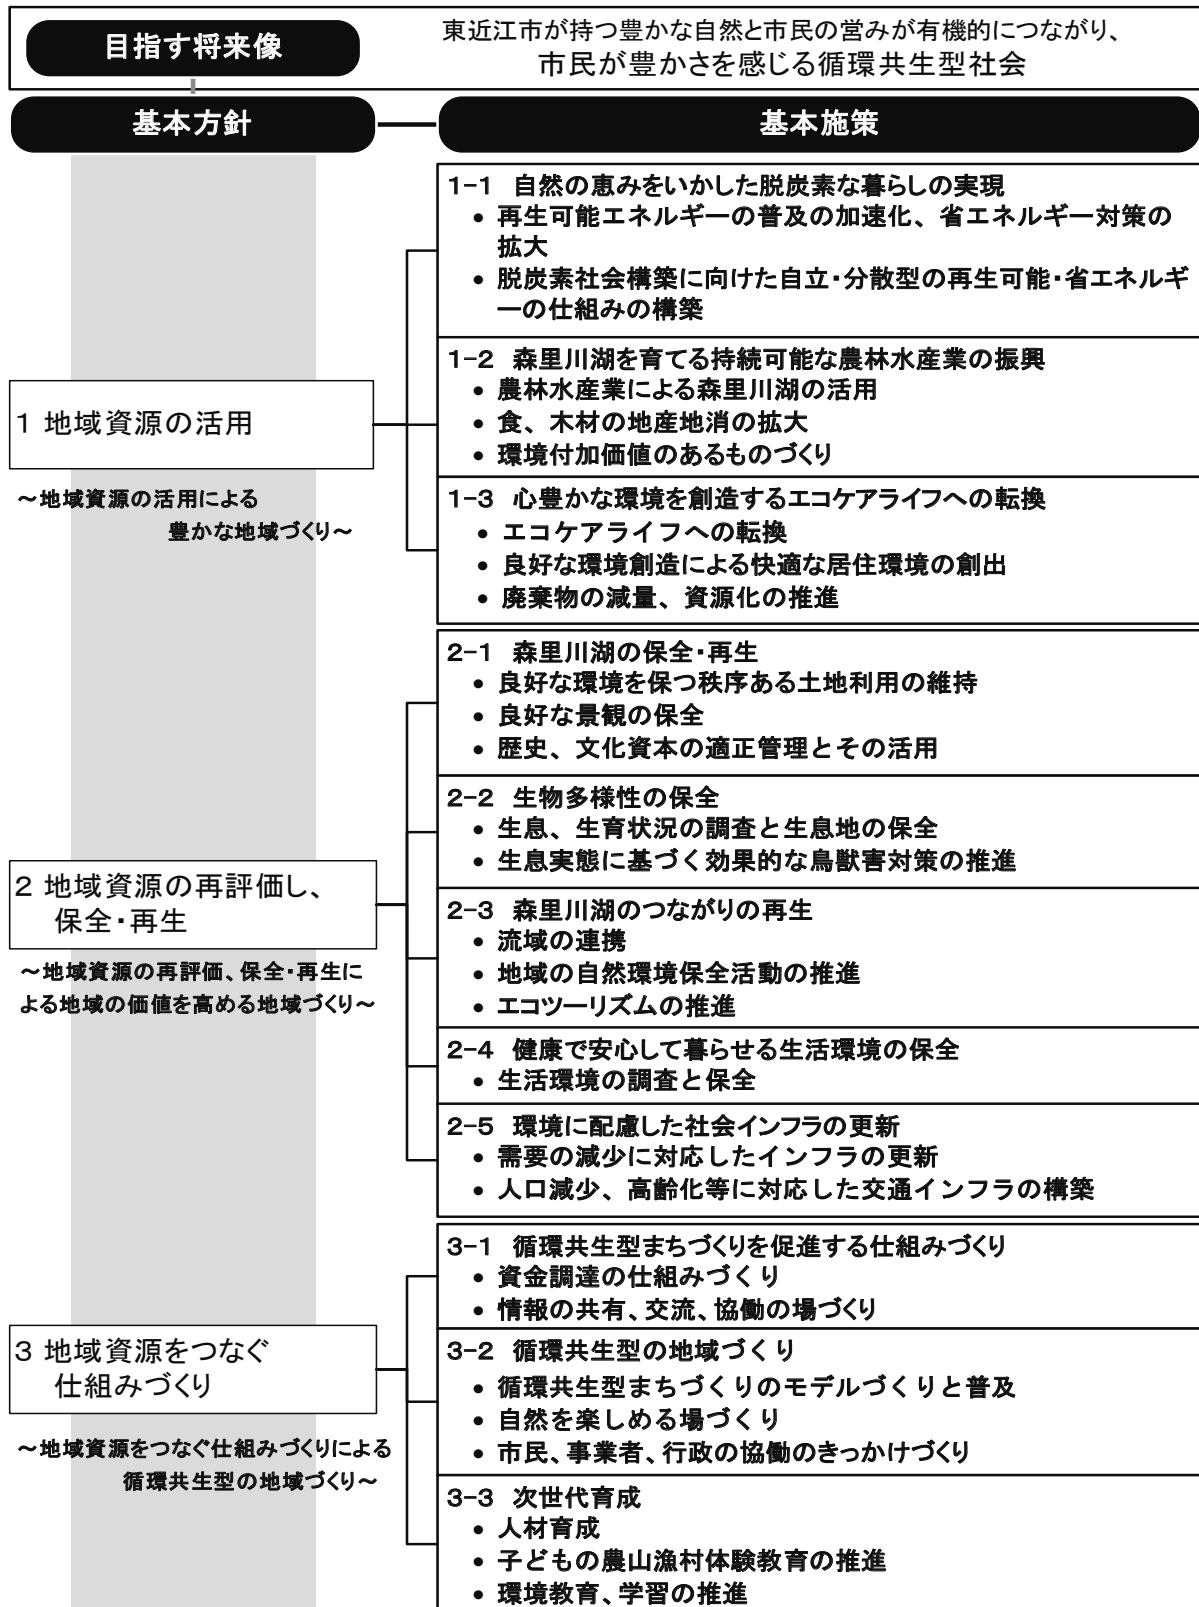 目指す将来像
東近江市が持つ豊かな自然と市民の営みが有機的につながり、
市民が豊かさを感じる循環共生型社会
基本方針
基本施策
1 地域資源の活用
～地域資源の活用による
豊かな地域づくり～
1-1 自然の恵みをいかした脱炭素な暮らしの実現
• 再生可能エネルギーの普及の加速化、省エネルギー対策の
拡大
• 脱炭素社会構築に向けた自立・分散型の再生可能・省エネルギ
ーの仕組みの構築
1-2 森里川湖を育てる持続可能な農林水産業の振興
• 農林水産業による森里川湖の活用
• 食、木材の地産地消の拡大
• 環境付加価値のあるものづくり
1-3 心豊かな環境を創造するエコケアライフへの転換
• エコケアライフへの転換
• 良好な環境創造による快適な居住環境の創出
• 廃棄物の減量、資源化の推進
2 地域資源の再評価し、
保全・再生
～地域資源の再評価、保全・再生に
よる地域の価値を高める地域づくり～
2-1 森里川湖の保全・再生
• 良好な環境を保つ秩序ある土地利用の維持
• 良好な景観の保全
• 歴史、文化資本の適正管理とその活用
2-2 生物多様性の保全
• 生息、生育状況の調査と生息地の保全
• 生息実態に基づく効果的な鳥獣害対策の推進
2-3 森里川湖のつながりの再生
• 流域の連携
• 地域の自然環境保全活動の推進
• エコツーリズムの推進
2-4 健康で安心して暮らせる生活環境の保全
• 生活環境の調査と保全
2-5 環境に配慮した社会インフラの更新
• 需要の減少に対応したインフラの更新
• 人口減少、高齢化等に対応した交通インフラの構築
3 地域資源をつなぐ
仕組みづくり
～地域資源をつなぐ仕組みづくりによる
循環共生型の地域づくり～
3-1 循環共生型まちづくりを促進する仕組みづくり
• 資金調達の仕組みづくり
• 情報の共有、交流、協働の場づくり
3-2 循環共生型の地域づくり
• 循環共生型まちづくりのモデルづくりと普及
• 自然を楽しめる場づくり
• 市民、事業者、行政の協働のきっかけづくり
3-3 次世代育成
• 人材育成
• 子どもの農山漁村体験教育の推進
• 環境教育、学習の推進